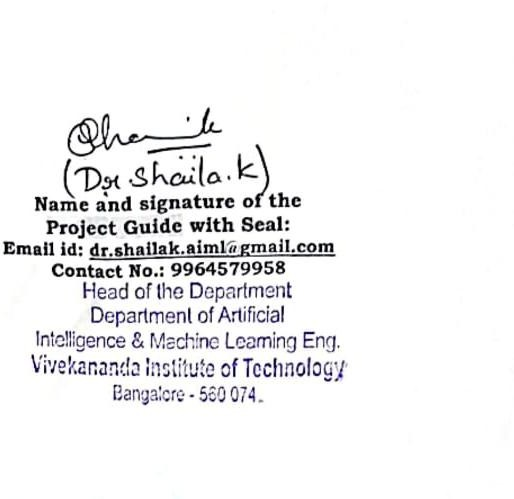 (Dr. Shaila.K)
Name and signature of the
Project Guide with Seal:
Email id: dr.shailak.aiml@gmail.com
Contact No.: 9964579958
Head of the Department
Department of Artificial
Intelligence & Machine Learning Eng.
Vivekananda Institute of Technology
Bangalore - 560 074.